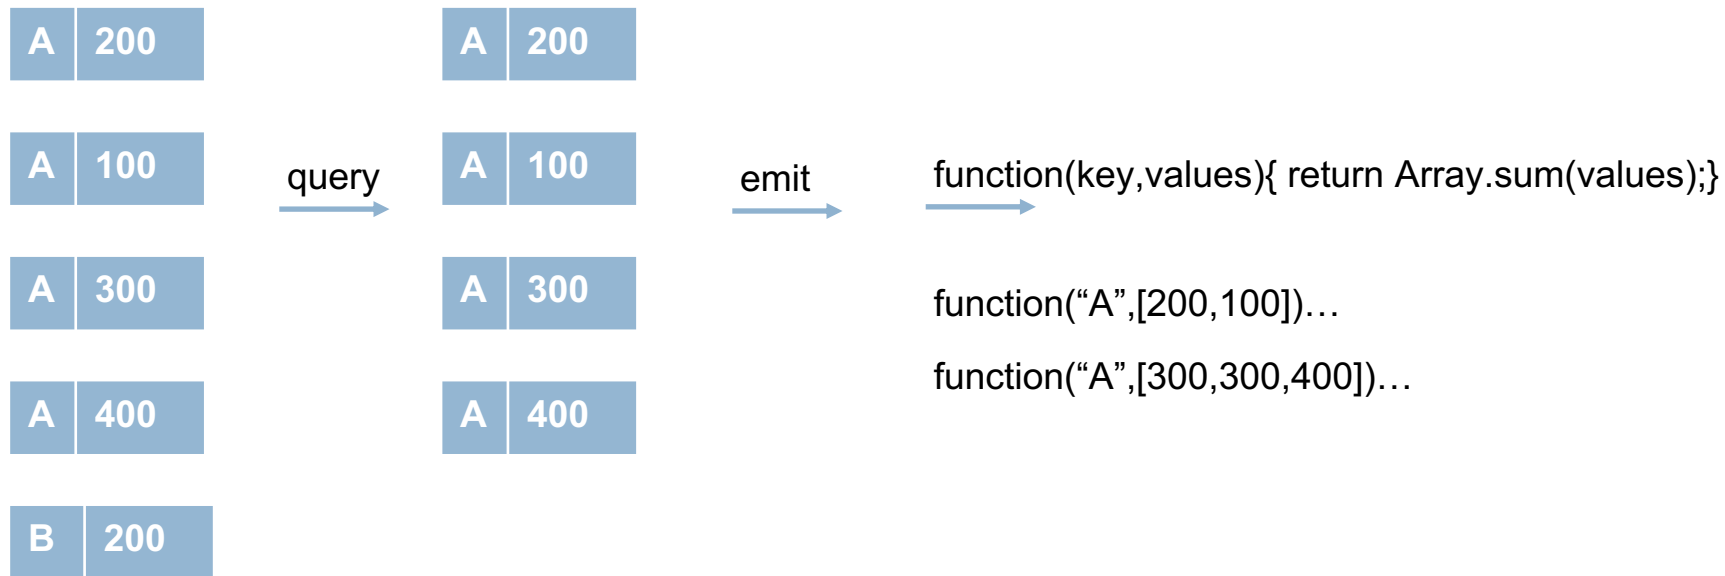 A 200
A 100
A 300
A 400
B 200
query
A 200
A 100
A 300
A 400
emit
function(key,values){ return Array.sum(values);}
function(“A”,[200,100])…
function(“A”,[300,300,400])…